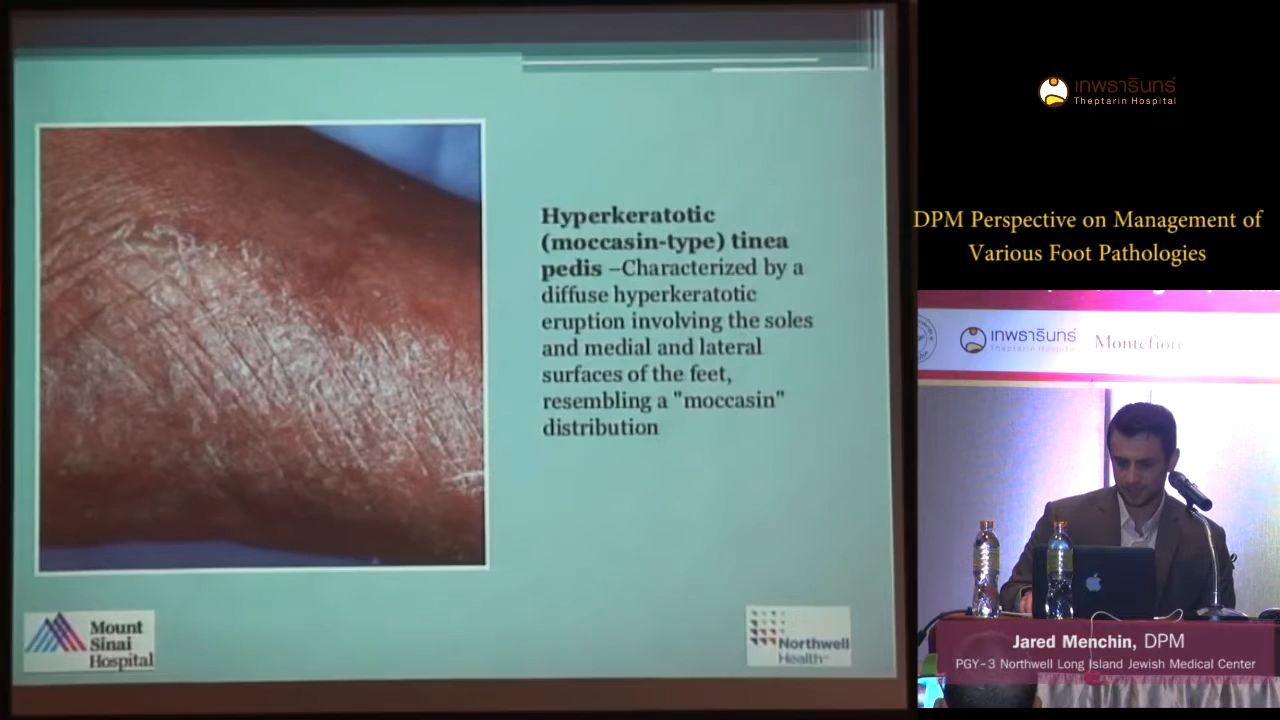 Hyperkeratotic
(moccasin-type) tinea
pedis –Characterized by a
diffuse hyperkeratotic
eruption involving the soles
and medial and lateral
surfaces of the feet,
resembling a "moccasin"
distribution
Mount
Sinai
Hospital
Northwell
Health
เทพธารินทร์
Theptarin Hospital
DPM Perspective on Management of
Various Foot Pathologies
เทพธารินทร์
Theptarin Hospital
Montefiore
Jared Menchin, DPM
PGY-3 Northwell Long Island Jewish Medical Center